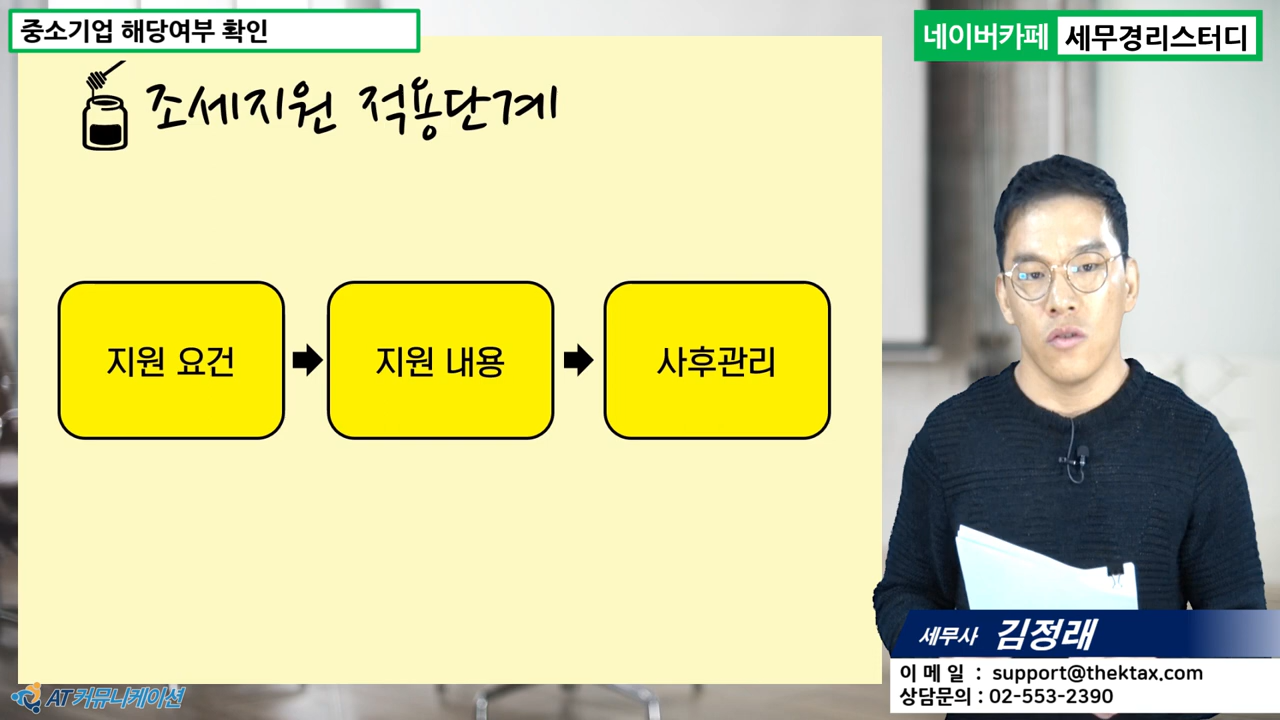 중소기업 해당여부 확인
네이버카페 세무경리스터디
조세지원 적용단계
지원 요건
지원 내용
사후관리
세무사 김정래
이 메 일 : support@thektax.com
상담문의 : 02-553-2390
AT커뮤니케이션